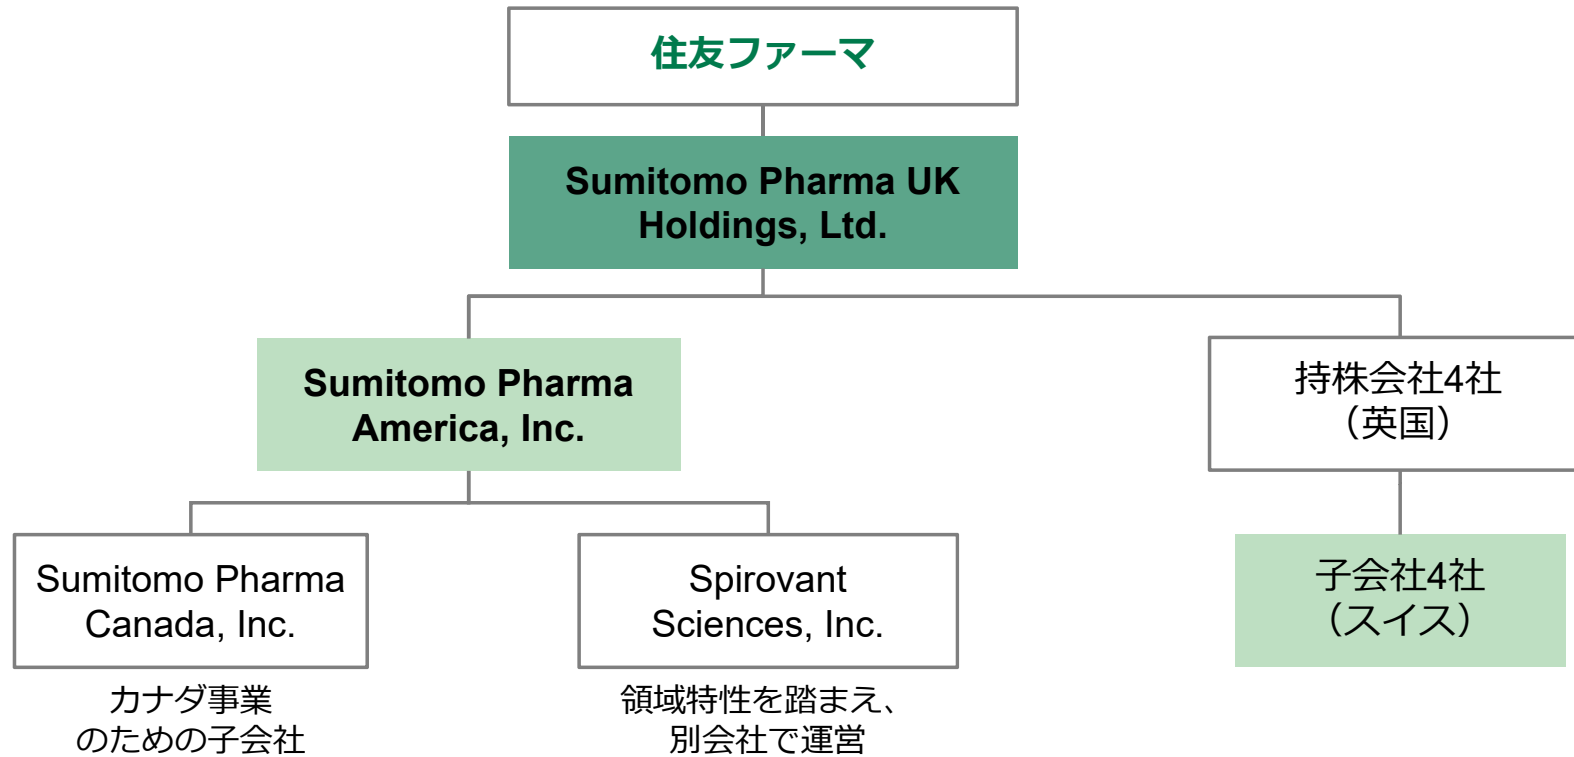 住友ファーマ
Sumitomo Pharma UK
Holdings, Ltd.
Sumitomo Pharma
America, Inc.
持株会社4社
（英国）
Sumitomo Pharma
Canada, Inc.
Spirovant
Sciences, Inc.
子会社4社
（スイス）
カナダ事業
のための子会社
領域特性を踏まえ、
別会社で運営